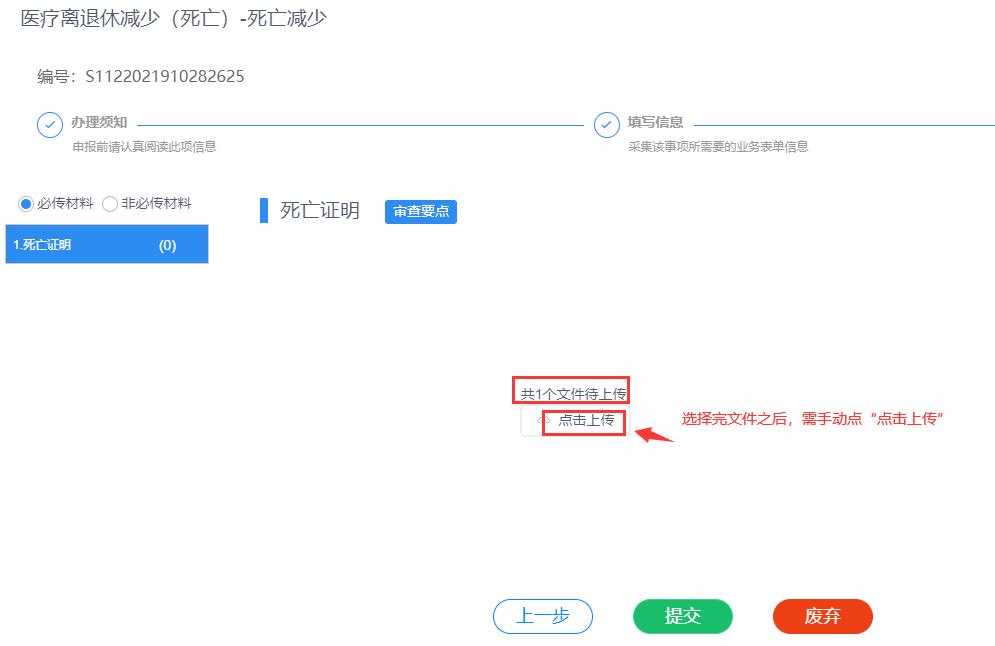 医疗离退休减少（死亡）-死亡减少
编号：S1122021910282625
办理须知
申报前请认真阅读此项信息
填写信息
采集该事项所需要的业务表单信息
必传材料 非必传材料
1.死亡证明 (0)
死亡证明 审查要点
共1个文件待上传
点击上传
选择完文件之后，需手动点“点击上传”
上一步 提交 废弃